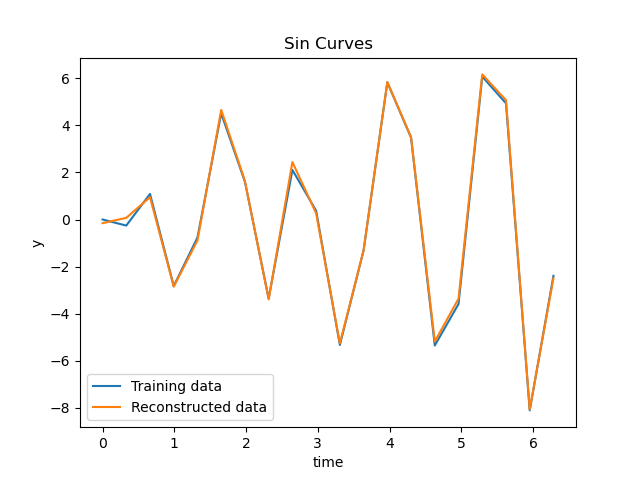 Sin Curves
6
4
2
0
−2
−4
−6
−8
y
Training data
Reconstructed data
0 1 2 3 4 5 6
time